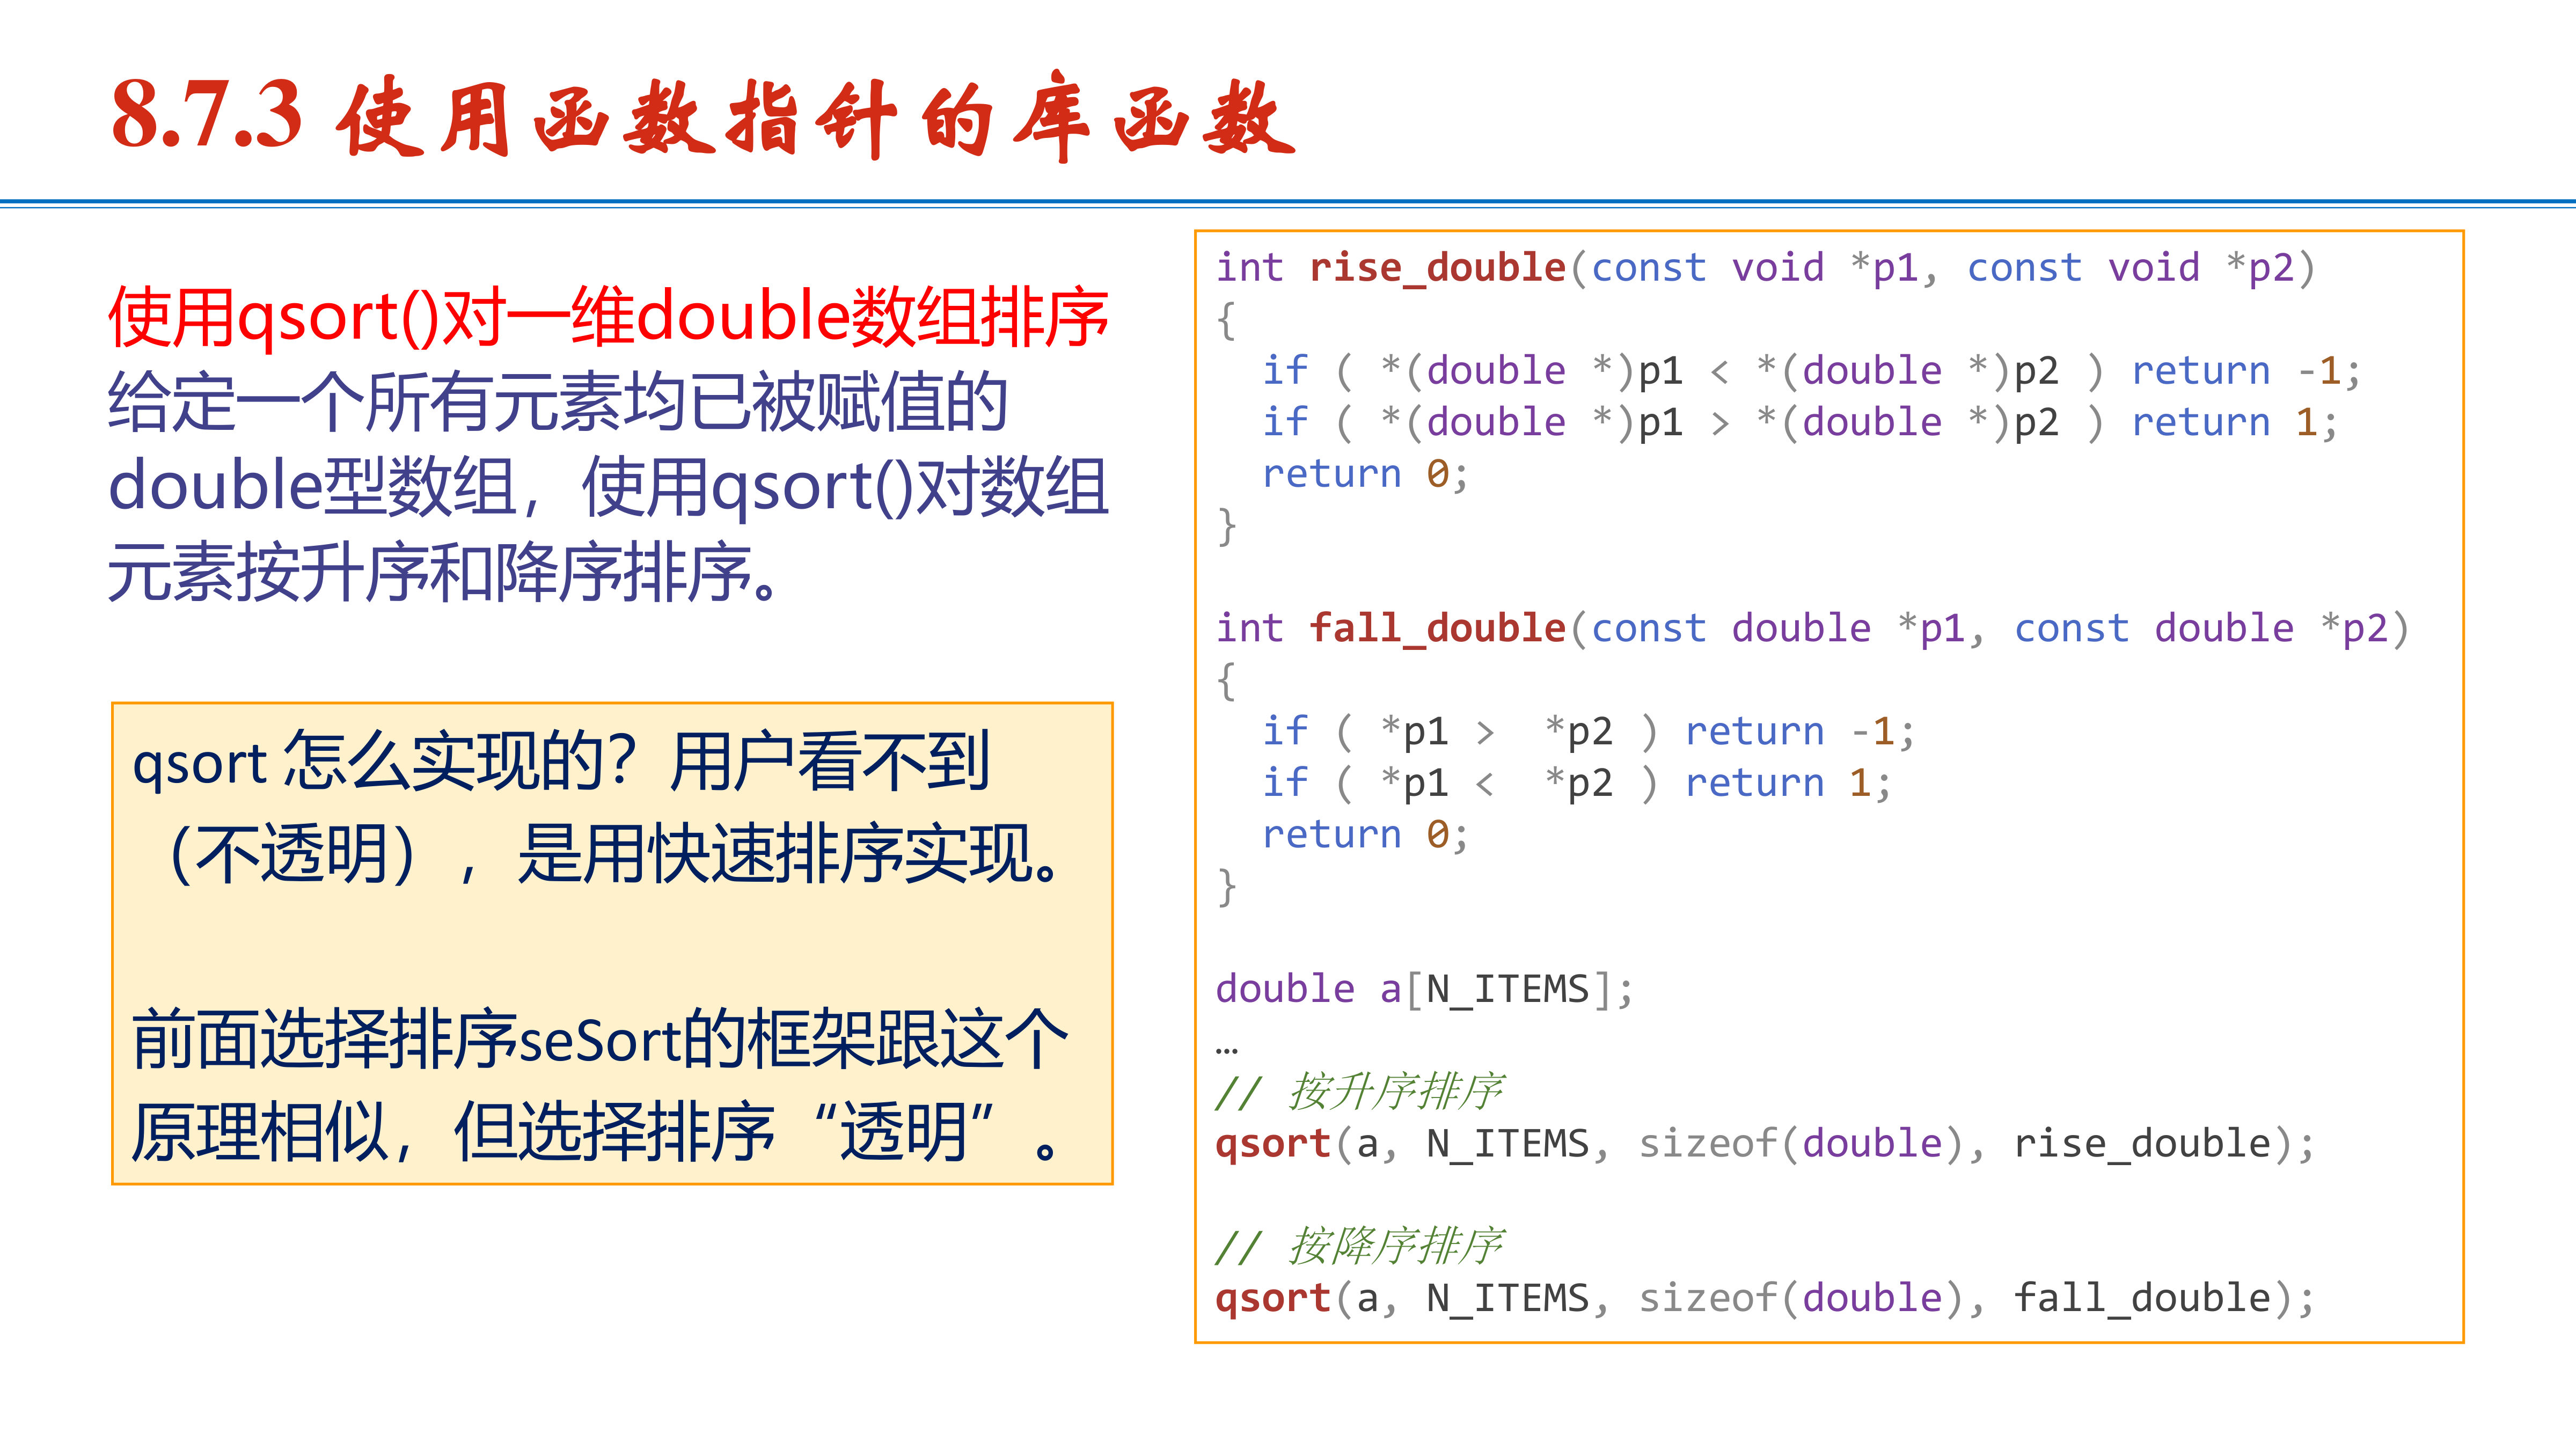 8.7.3 使用函数指针的库函数
使用qsort()对一维double数组排序
给定一个所有元素均已被赋值的
double型数组，使用qsort()对数组
元素按升序和降序排序。
qsort 怎么实现的？用户看不到
（不透明），是用快速排序实现。
前面选择排序seSort的框架跟这个
原理相似，但选择排序“透明”。
int rise_double(const void *p1, const void *p2)
{
  if ( *(double *)p1 < *(double *)p2 ) return -1;
  if ( *(double *)p1 > *(double *)p2 ) return 1;
  return 0;
}
int fall_double(const double *p1, const double *p2)
{
  if ( *p1 >  *p2 ) return -1;
  if ( *p1 <  *p2 ) return 1;
  return 0;
}
double a[N_ITEMS];
…
// 按升序排序
qsort(a, N_ITEMS, sizeof(double), rise_double);
// 按降序排序
qsort(a, N_ITEMS, sizeof(double), fall_double);